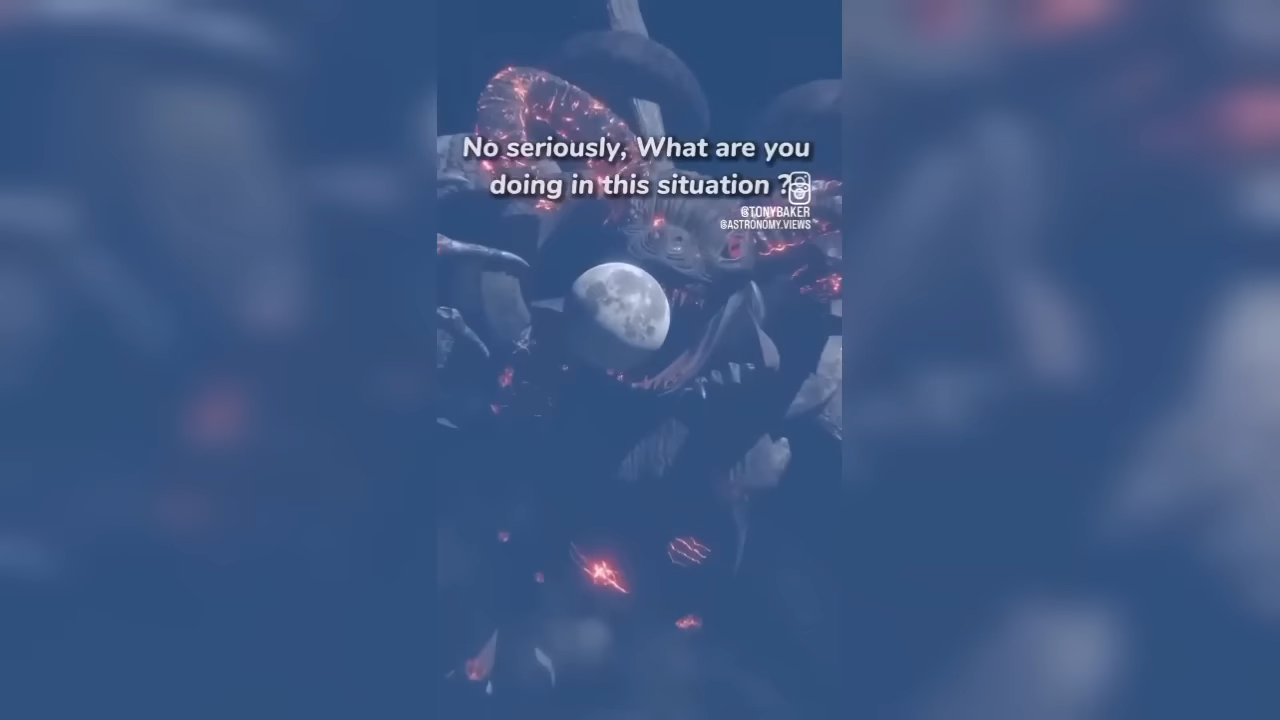 No seriously, What are you
doing in this situation ?
@TONYBAKER
@ASTRONOMY.VIEWS